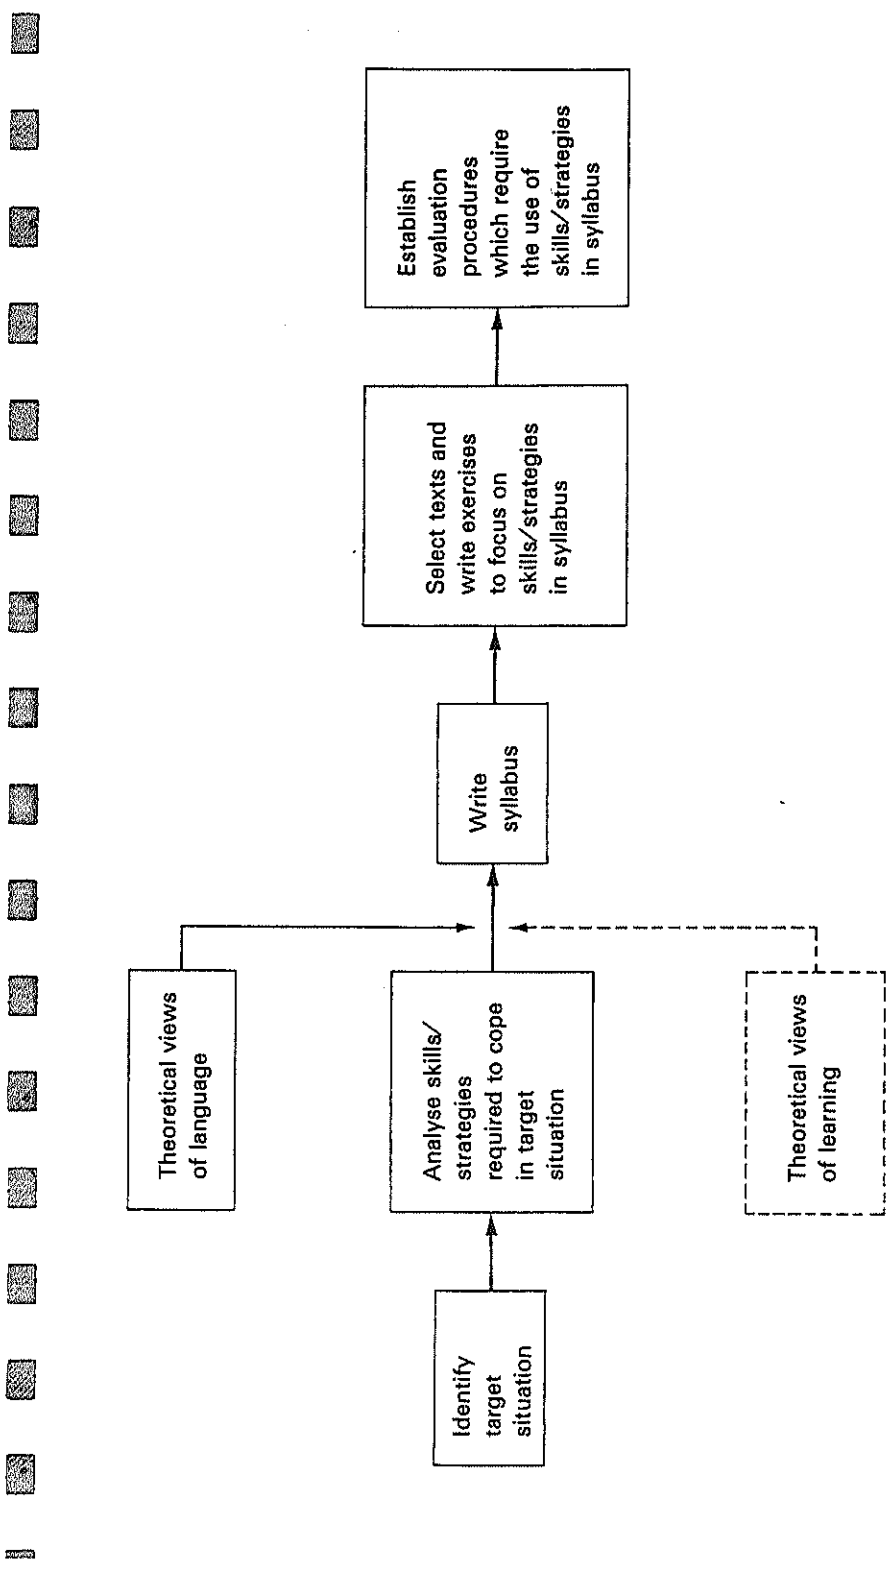 Identify
target
situation
Theoretical views
of language
Analyse skills/
strategies
required to cope
in target
situation
Theoretical views
of learning
Write
syllabus
Select texts and
write exercises
to focus on
skills/strategies
in syllabus
Establish
evaluation
procedures
which require
the use of
skills/strategies
in syllabus